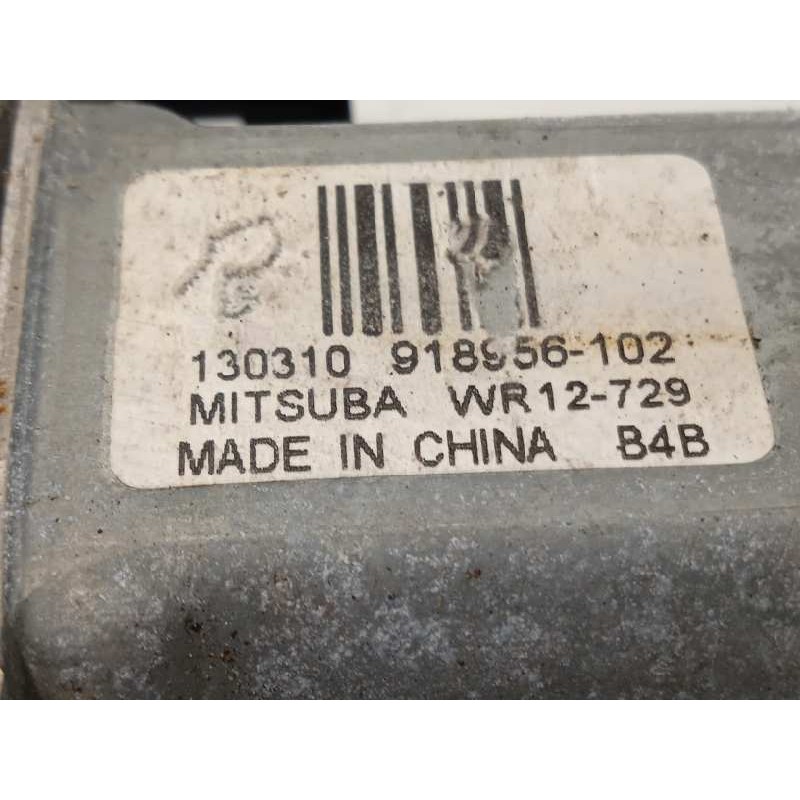 130310 918956-102
MITSUBA WR12-729
MADE IN CHINA B4B